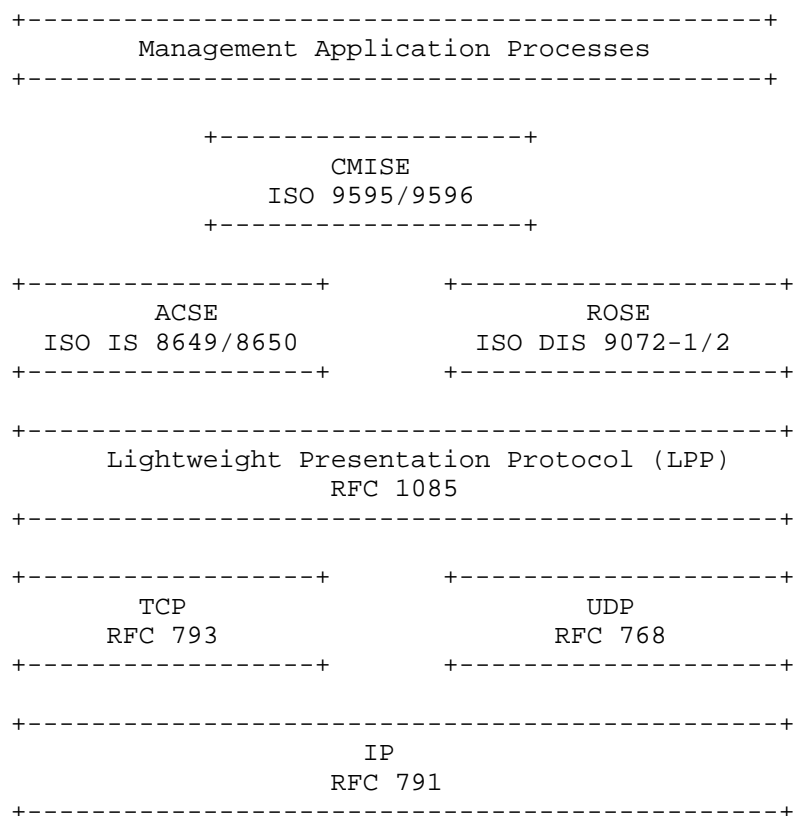 +----------------------------------------------+
Management Application Processes
+----------------------------------------------+
+-------------------+
CMISE
ISO 9595/9596
+-------------------+
+------------------+ +--------------------+
ACSE ROSE
ISO IS 8649/8650 ISO DIS 9072-1/2
+------------------+ +--------------------+
+-----------------------------------------------+
Lightweight Presentation Protocol (LPP)
RFC 1085
+-----------------------------------------------+
+------------------+ +--------------------+
TCP UDP
RFC 793 RFC 768
+------------------+ +--------------------+
+-----------------------------------------------+
IP
RFC 791
+-----------------------------------------------+